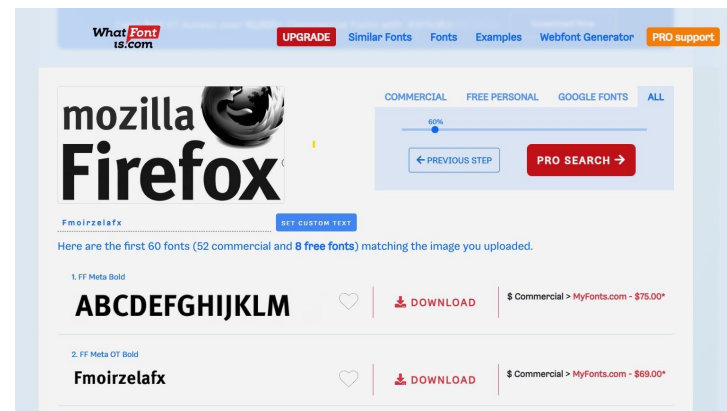 What Font is.com
UPGRADE Similar Fonts Fonts Examples Webfont Generator PRO support
mozilla
Firefox
COMMERCIAL FREE PERSONAL GOOGLE FONTS ALL
60%
← PREVIOUS STEP PRO SEARCH →
Fmoirzelafx SET CUSTOM TEXT
Here are the first 60 fonts (52 commercial and 8 free fonts) matching the image you uploaded.
1. FF Meta Bold
ABCDEFGHIJKLM DOWNLOAD $ Commercial > MyFonts.com - $75.00*
2. FF Meta OT Bold
Fmoirzelafx DOWNLOAD $ Commercial > MyFonts.com - $69.00*